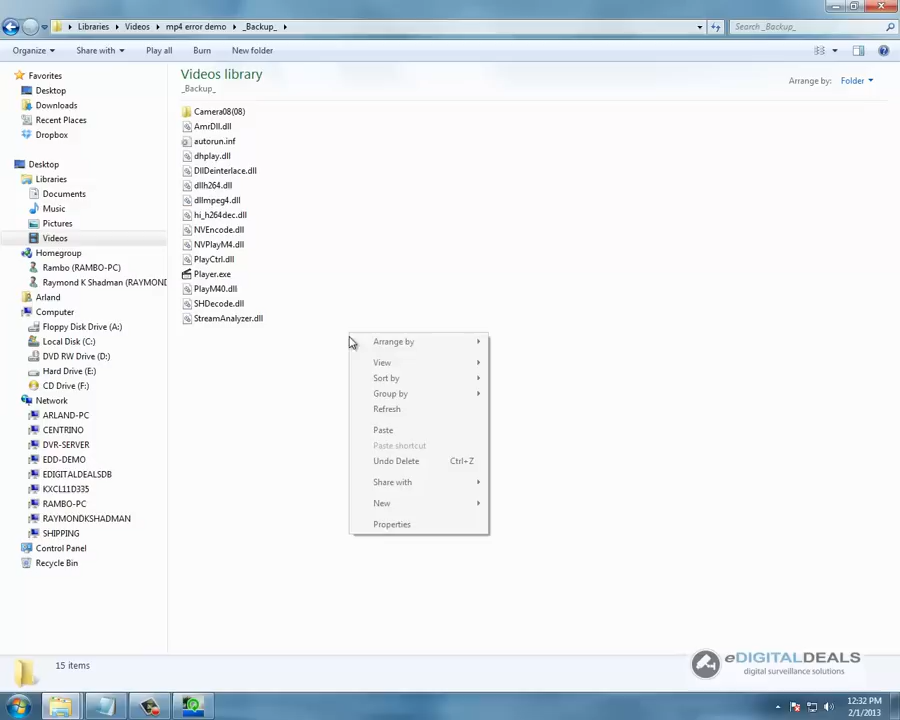 Libraries Videos mp4 error demo _Backup_ Search _Backup_
Organize Share with Play all Burn New folder
Videos library
_Backup_
Arrange by: Folder
Favorites
Desktop
Downloads
Recent Places
Dropbox
Desktop
Libraries
Documents
Music
Pictures
Videos
Homegroup
Rambo (RAMBO-PC)
Raymond K Shadman (RAYMOND
Arland
Computer
Floppy Disk Drive (A:)
Local Disk (C:)
DVD RW Drive (D:)
Hard Drive (E:)
CD Drive (F:)
Network
ARLAND-PC
CENTRINO
DVR-SERVER
EDD-DEMO
EDIGITALDEALSDB
KXCL11D335
RAMBO-PC
RAYMONDKSHADMAN
SHIPPING
Control Panel
Recycle Bin
Camera08(08)
AmrDll.dll
autorun.inf
dhplay.dll
DllDeinterlace.dll
dllh264.dll
dllmpeg4.dll
hi_h264dec.dll
NVEncode.dll
NVPlayM4.dll
PlayCtrl.dll
Player.exe
PlayM40.dll
SHDecode.dll
StreamAnalyzer.dll
Arrange by
View
Sort by
Group by
Refresh
Paste
Paste shortcut
Undo Delete Ctrl+Z
Share with
New
Properties
15 items
eDIGITALDEALS
digital surveillance solutions
12:32 PM
2/1/2013